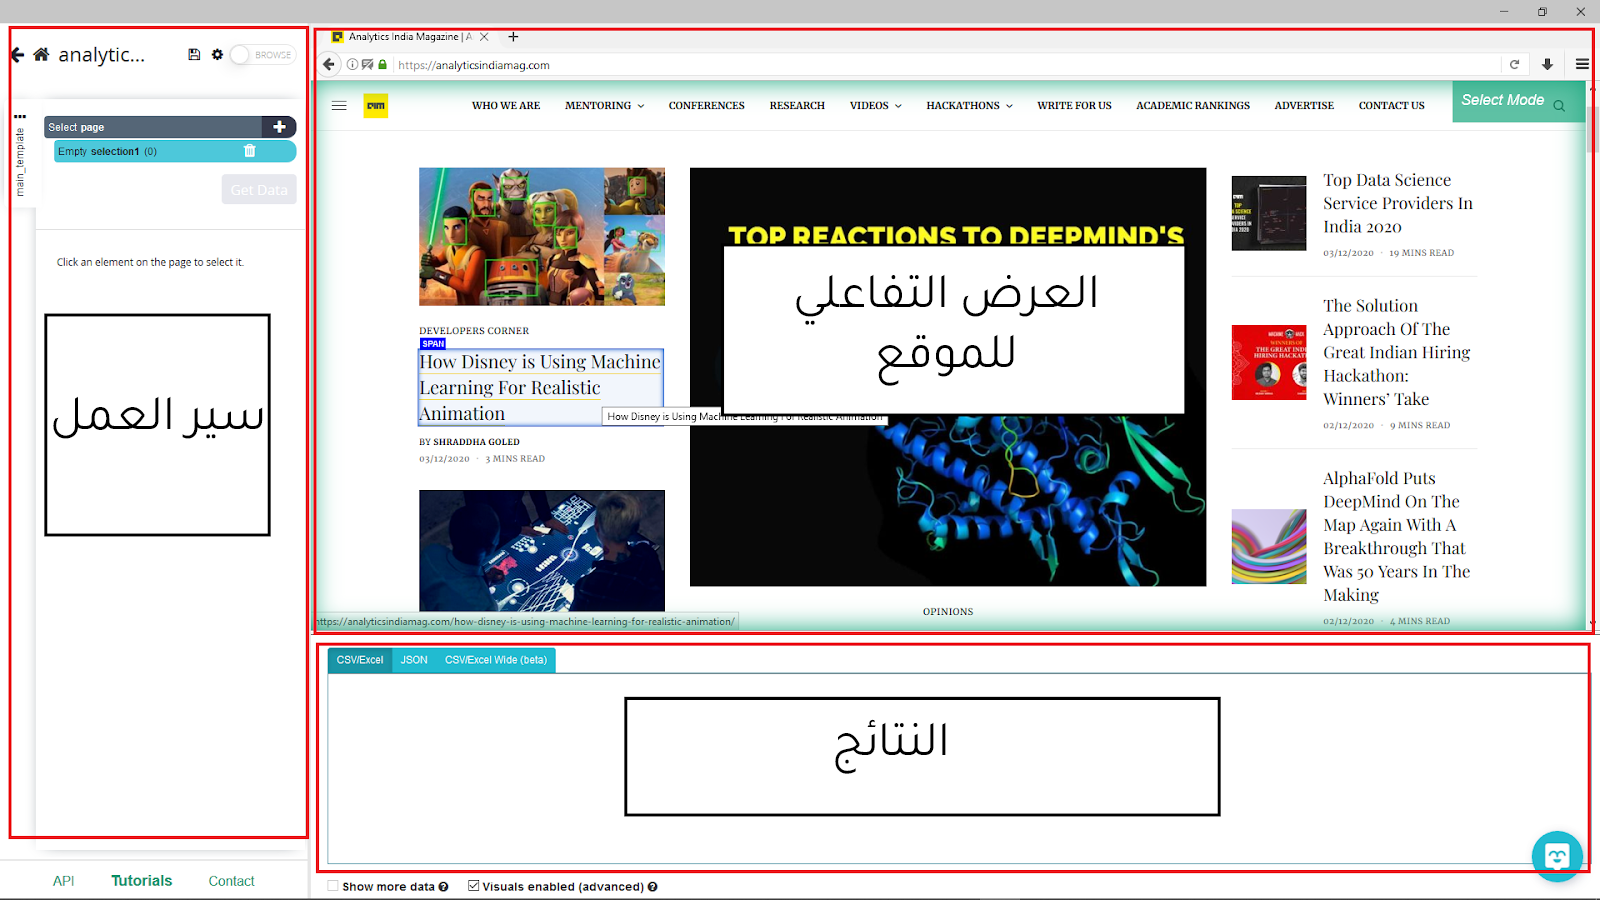 analytic...
BROWSE
main_template
Select page
Empty selection1 (0)
Get Data
Click an element on the page to select it.
سير العمل
API
Tutorials
Contact
Analytics India Magazine | A
https://analyticsindiamag.com
WHO WE ARE
MENTORING
CONFERENCES
RESEARCH
VIDEOS
HACKATHONS
WRITE FOR US
ACADEMIC RANKINGS
ADVERTISE
CONTACT US
Select Mode
DEVELOPERS CORNER
SPAN
How Disney is Using Machine
Learning For Realistic
Animation
How Disney is Using Machine Learning For Realistic Animation
BY SHRADDHA GOLED
03/12/2020 · 3 MINS READ
https://analyticsindiamag.com/how-disney-is-using-machine-learning-for-realistic-animation/
TOP REACTIONS TO DEEPMIND'S
العرض التفاعلي
للموقع
OPINIONS
Top Data Science
Service Providers In
India 2020
03/12/2020 · 19 MINS READ
The Solution
Approach Of The
Great Indian Hiring
Hackathon:
Winners’ Take
02/12/2020 · 9 MINS READ
AlphaFold Puts
DeepMind On The
Map Again With A
Breakthrough That
Was 50 Years In The
Making
02/12/2020 · 4 MINS READ
CSV/Excel
JSON
CSV/Excel Wide (beta)
النتائج
Show more data
Visuals enabled (advanced)